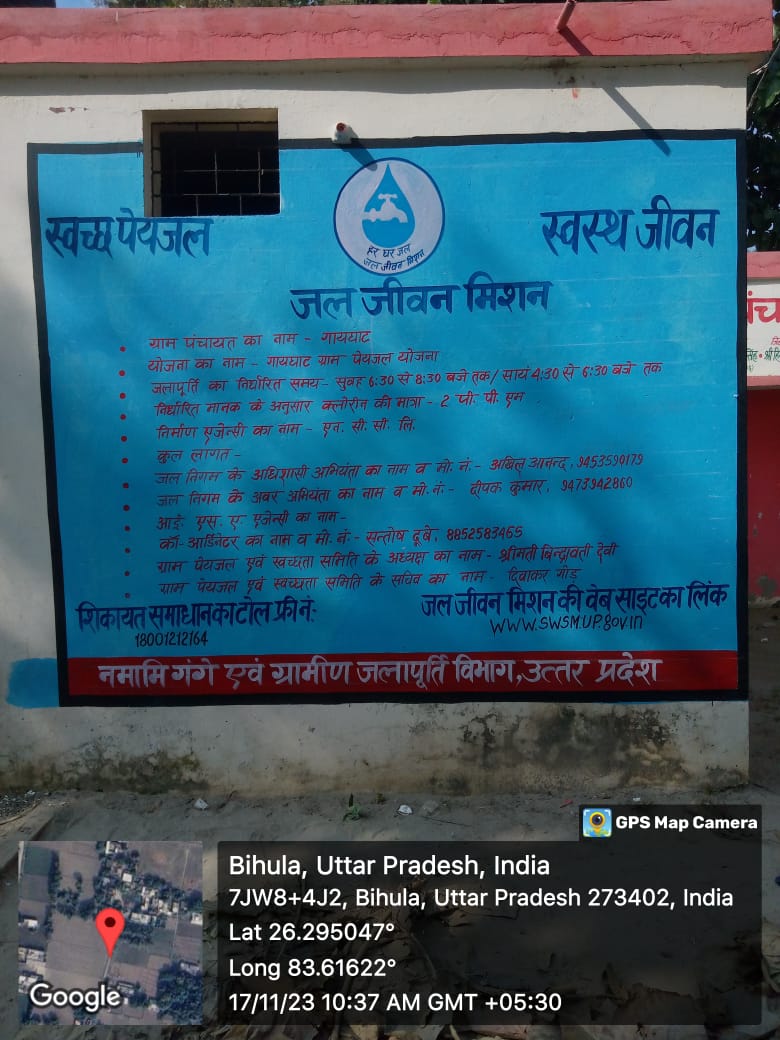 स्वच्छ पेयजल
स्वस्थ जीवन
हर घर जल
जल जीवन मिशन
जल जीवन मिशन
• ग्राम पंचायत का नाम - गायघाट
• योजना का नाम - गायघाट ग्राम पेयजल योजना
• जलापूर्ति का निर्धारित समय- सुबह 6:30 से 8:30 बजे तक/ सायं 4:30 से 6:30 बजे तक
• निर्धारित मानक के अनुसार क्लोरीन की मात्रा - 2 पी. पी. एम
• निर्माण एजेन्सी का नाम - एन. सी. सी. लि.
• कुल लागत -
• जल निगम के अधिशासी अभियंता का नाम व मो. नं.- अखिल आनन्द, 9453590179
• जल निगम के अवर अभियंता का नाम व मो. नं.- दीपक कुमार, 9473942860
• आई. एस. ए. एजेन्सी का नाम-
• को- आर्डिनेटर का नाम व मो. नं.- सन्तोष दूबे, 8852583465
• ग्राम पेयजल एवं स्वच्छता समिति के अध्यक्ष का नाम - श्रीमती बिन्द्रावती देवी
• ग्राम पेयजल एवं स्वच्छता समिति के सचिव का नाम - दिवाकर गौड़
शिकायत समाधान का टोल फ्री नं:-
18001212164
जल जीवन मिशन की वेब साइट का लिंक
www.swsm.up.gov.in
नमामि गंगे एवं ग्रामीण जलापूर्ति विभाग, उत्तर प्रदेश
GPS Map Camera
Bihula, Uttar Pradesh, India
7JW8+4J2, Bihula, Uttar Pradesh 273402, India
Lat 26.295047°
Long 83.61622°
17/11/23 10:37 AM GMT +05:30
Google